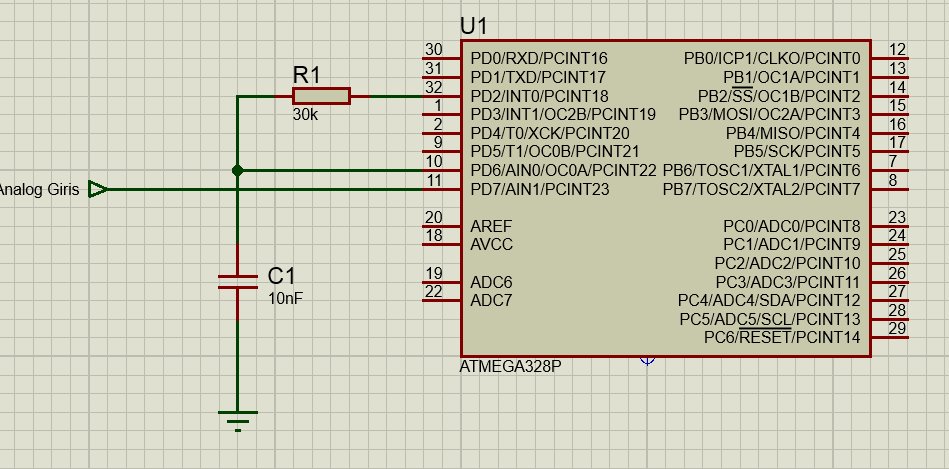 U1
R1
30k
Analog Giris
C1
10nF
30 PD0/RXD/PCINT16
31 PD1/TXD/PCINT17
32 PD2/INT0/PCINT18
1 PD3/INT1/OC2B/PCINT19
2 PD4/T0/XCK/PCINT20
9 PD5/T1/OC0B/PCINT21
10 PD6/AIN0/OC0A/PCINT22
11 PD7/AIN1/PCINT23
20 AREF
18 AVCC
19 ADC6
22 ADC7
PB0/ICP1/CLKO/PCINT0 12
PB1/OC1A/PCINT1 13
PB2/SS/OC1B/PCINT2 14
PB3/MOSI/OC2A/PCINT3 15
PB4/MISO/PCINT4 16
PB5/SCK/PCINT5 17
PB6/TOSC1/XTAL1/PCINT6 7
PB7/TOSC2/XTAL2/PCINT7 8
PC0/ADC0/PCINT8 23
PC1/ADC1/PCINT9 24
PC2/ADC2/PCINT10 25
PC3/ADC3/PCINT11 26
PC4/ADC4/SDA/PCINT12 27
PC5/ADC5/SCL/PCINT13 28
PC6/RESET/PCINT14 29
ATMEGA328P